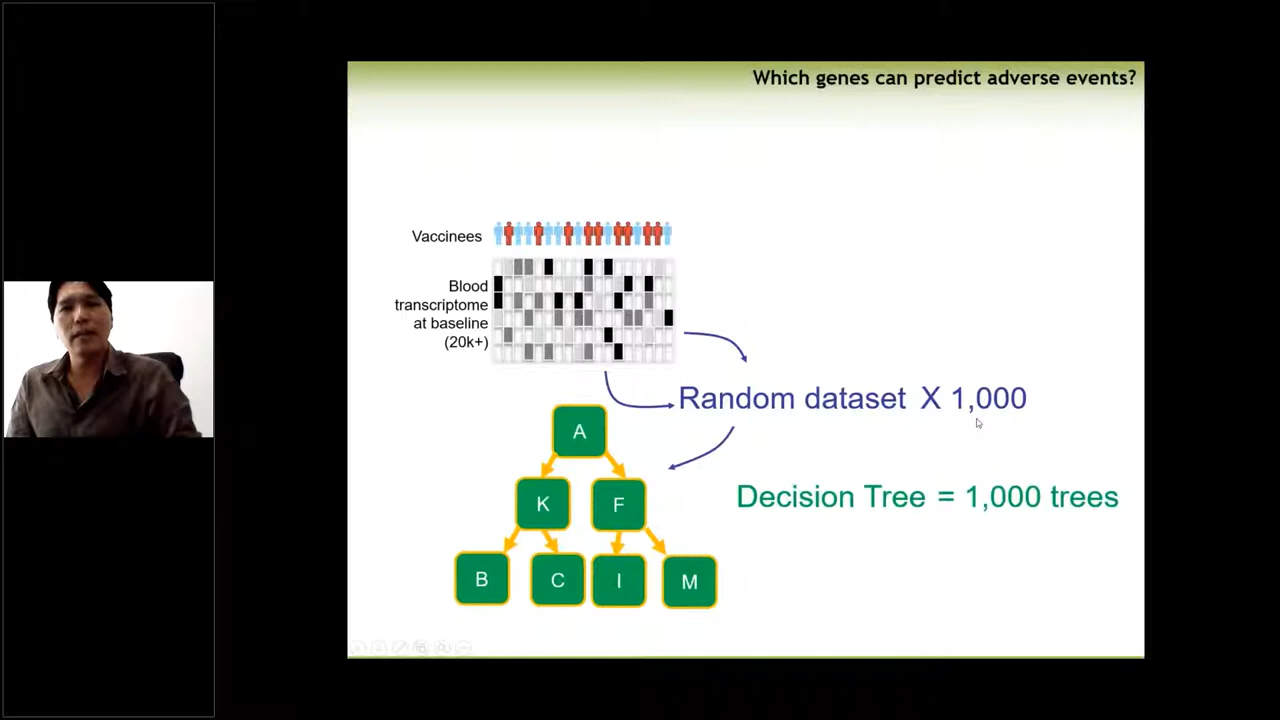 Which genes can predict adverse events?
Vaccinees
Blood
transcriptome
at baseline
(20k+)
Random dataset X 1,000
A
K
F
Decision Tree = 1,000 trees
B
C
I
M